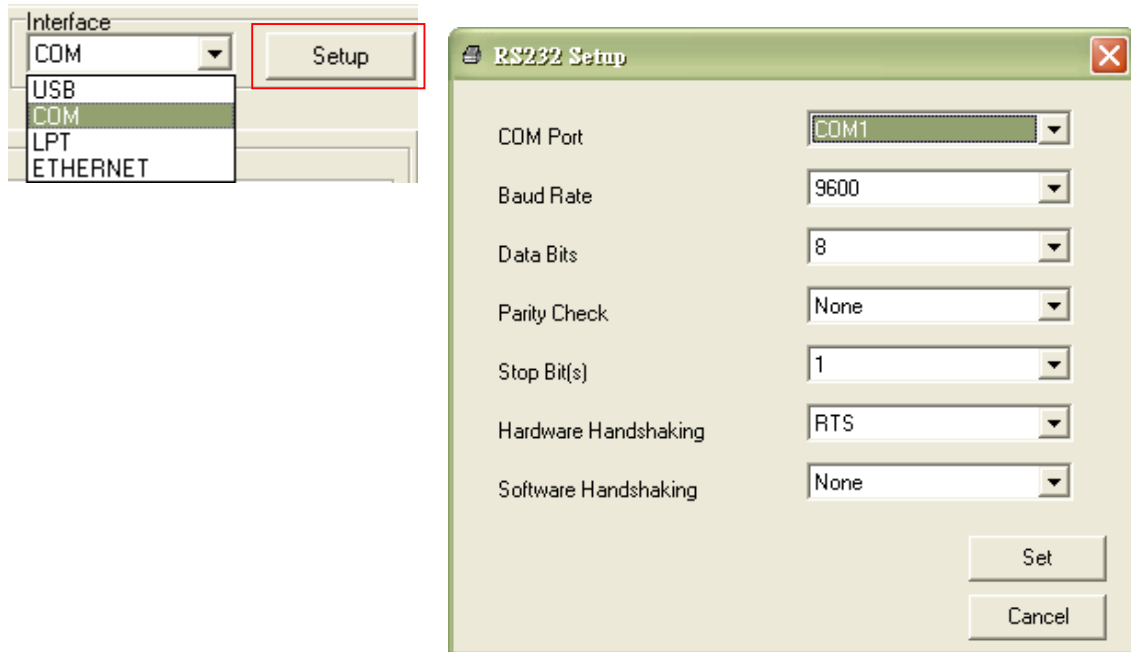 Interface
COM
Setup
USB
COM
LPT
ETHERNET
RS232 Setup
COM Port
COM1
Baud Rate
9600
Data Bits
8
Parity Check
None
Stop Bit(s)
1
Hardware Handshaking
RTS
Software Handshaking
None
Set
Cancel